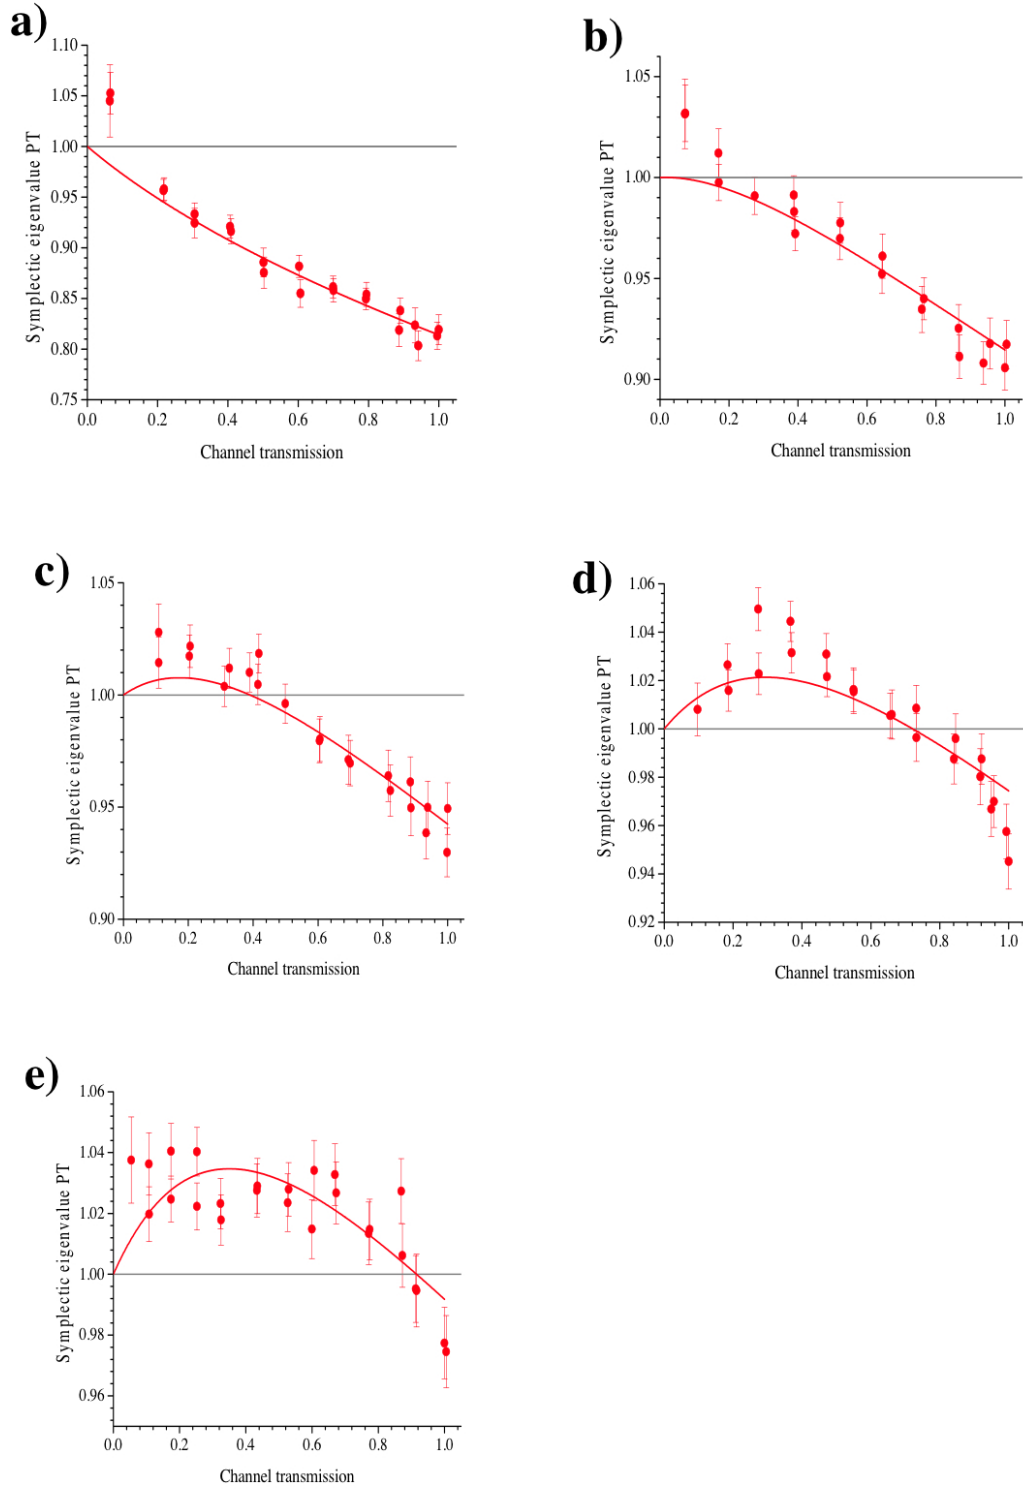 a)
1.10
1.05
1.00
0.95
0.90
0.85
0.80
0.75
Symplectic eigenvalue PT
0.0 0.2 0.4 0.6 0.8 1.0
Channel transmission
b)
1.05
1.00
0.95
0.90
Symplectic eigenvalue PT
0.0 0.2 0.4 0.6 0.8 1.0
Channel transmission
c)
1.05
1.00
0.95
0.90
Symplectic eigenvalue PT
0.0 0.2 0.4 0.6 0.8 1.0
Channel transmission
d)
1.06
1.04
1.02
1.00
0.98
0.96
0.94
0.92
Symplectic eigenvalue PT
0.0 0.2 0.4 0.6 0.8 1.0
Channel transmission
e)
1.06
1.04
1.02
1.00
0.98
0.96
Symplectic eigenvalue PT
0.0 0.2 0.4 0.6 0.8 1.0
Channel transmission